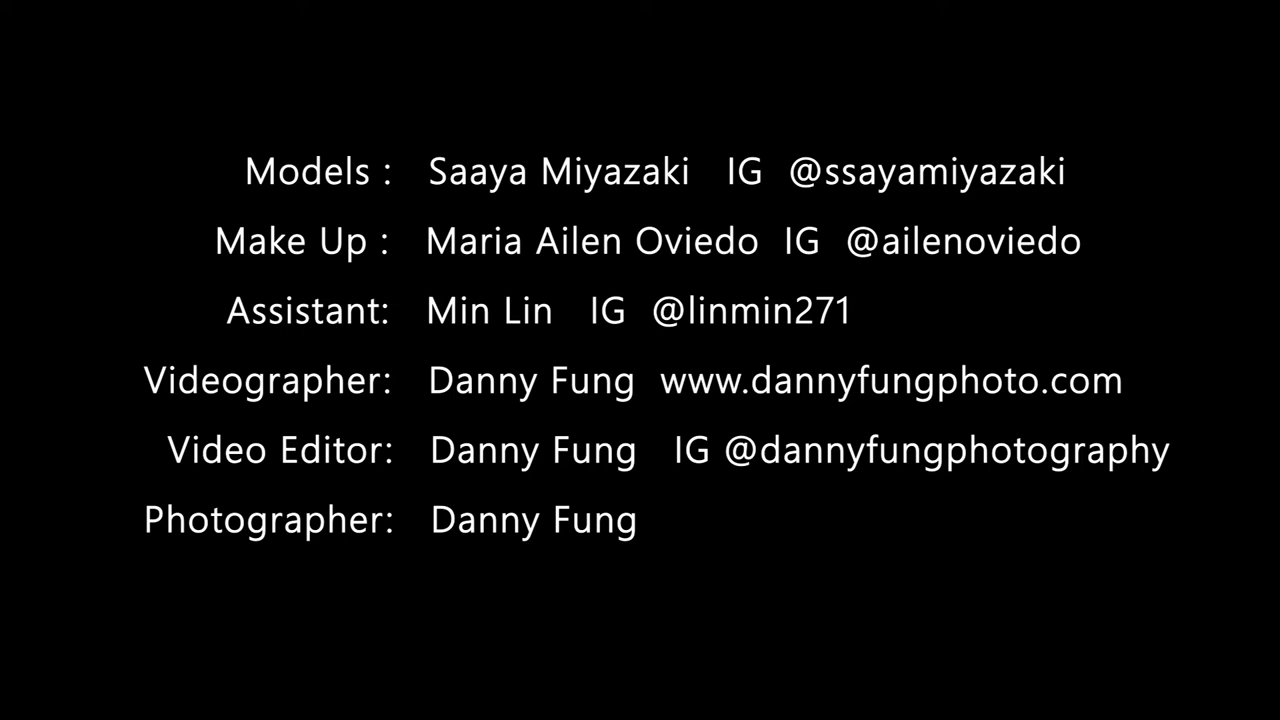 Models : Saaya Miyazaki IG @ssayamiyazaki
Make Up : Maria Ailen Oviedo IG @ailenoviedo
Assistant: Min Lin IG @linmin271
Videographer: Danny Fung www.dannyfungphoto.com
Video Editor: Danny Fung IG @dannyfungphotography
Photographer: Danny Fung